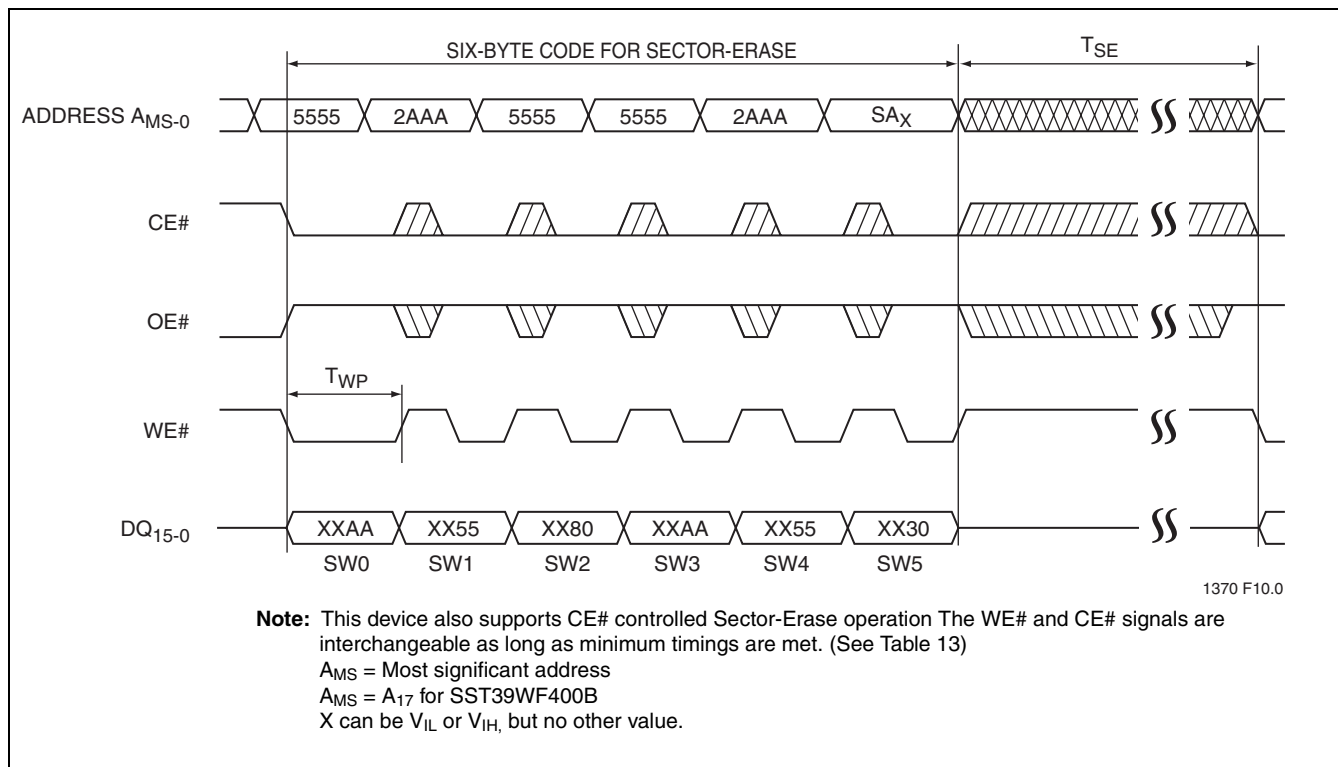 SIX-BYTE CODE FOR SECTOR-ERASE
TSE
ADDRESS AMS-0
5555 2AAA 5555 5555 2AAA SAX
CE#
OE#
TWP
WE#
DQ15-0
XXAA XX55 XX80 XXAA XX55 XX30
SW0 SW1 SW2 SW3 SW4 SW5
1370 F10.0
Note: This device also supports CE# controlled Sector-Erase operation The WE# and CE# signals are
interchangeable as long as minimum timings are met. (See Table 13)
AMS = Most significant address
AMS = A17 for SST39WF400B
X can be VIL or VIH, but no other value.